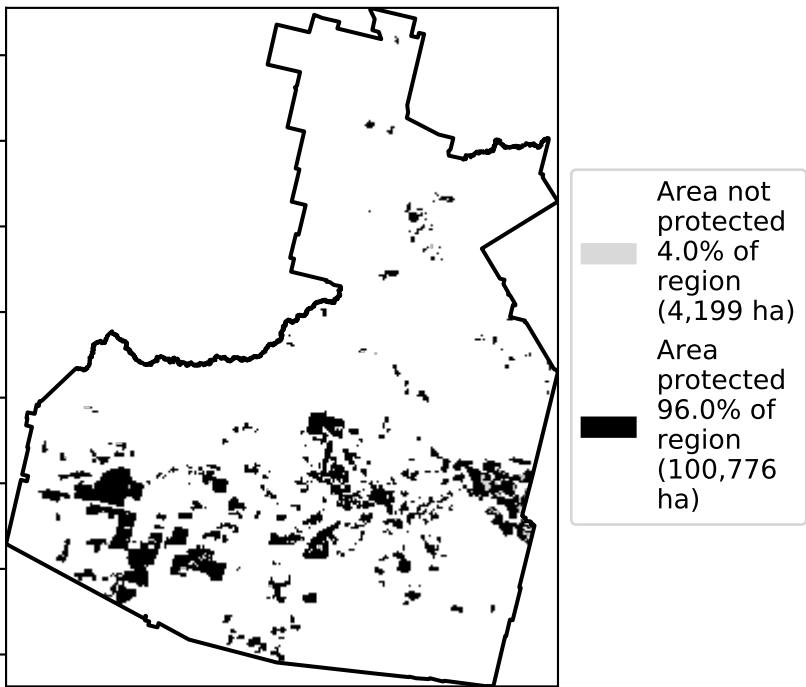 Area not
protected
4.0% of
region
(4,199 ha)
Area
protected
96.0% of
region
(100,776
ha)